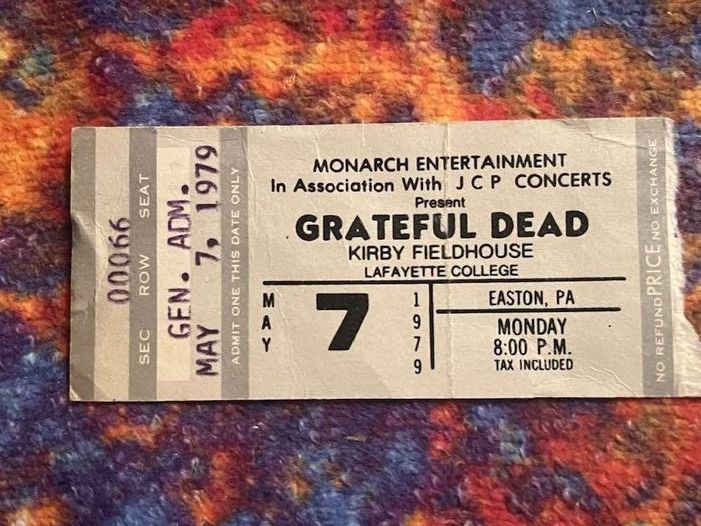 00066
SEC ROW SEAT
GEN. ADM.
MAY 7, 1979
ADMIT ONE THIS DATE ONLY
MONARCH ENTERTAINMENT
In Association With J C P CONCERTS
Present
GRATEFUL DEAD
KIRBY FIELDHOUSE
LAFAYETTE COLLEGE
MAY
7
1979
EASTON, PA
MONDAY
8:00 P.M.
TAX INCLUDED
NO REFUND PRICE NO EXCHANGE